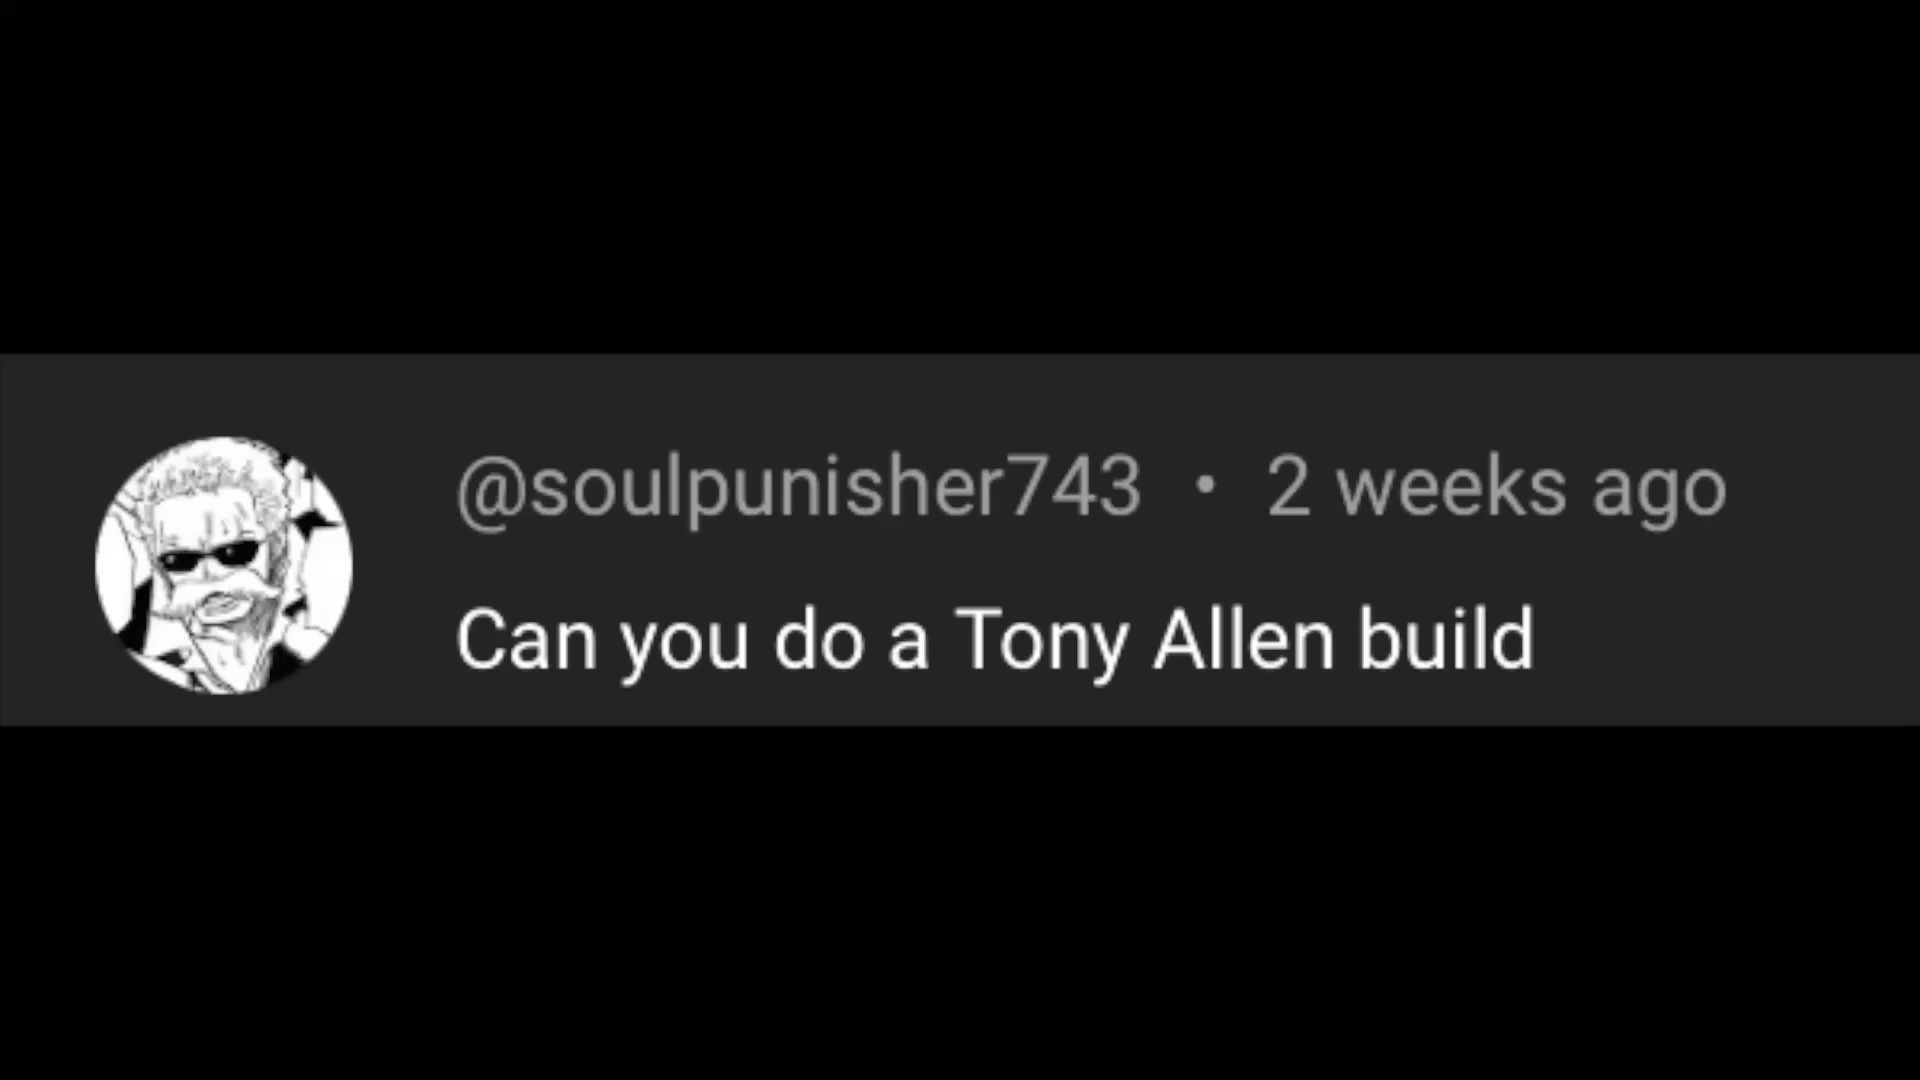 @soulpunisher743 • 2 weeks ago
Can you do a Tony Allen build